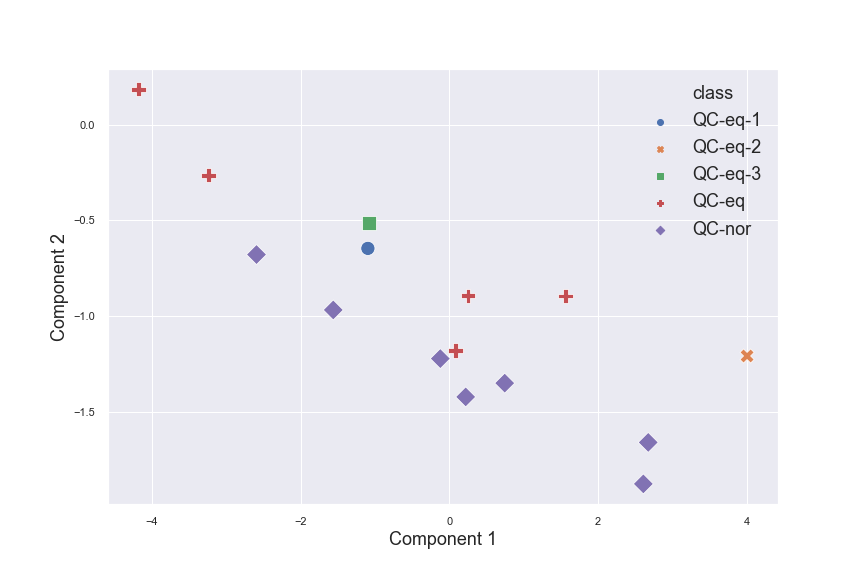 class
QC-eq-1
QC-eq-2
QC-eq-3
QC-eq
QC-nor
0.0
−0.5
−1.0
−1.5
Component 2
−4 −2 0 2 4
Component 1